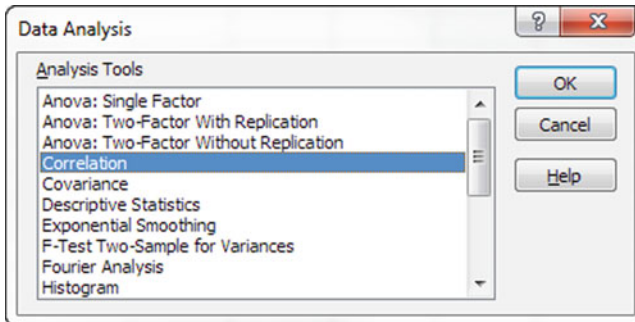 Data Analysis
?
X
Analysis Tools
Anova: Single Factor
Anova: Two-Factor With Replication
Anova: Two-Factor Without Replication
Correlation
Covariance
Descriptive Statistics
Exponential Smoothing
F-Test Two-Sample for Variances
Fourier Analysis
Histogram
OK
Cancel
Help